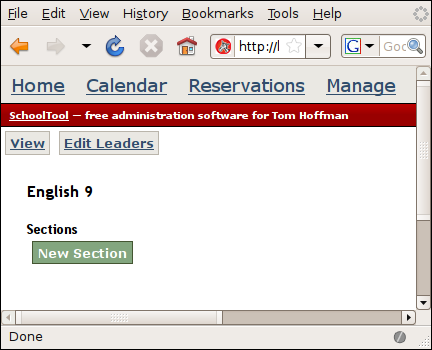 File Edit View History Bookmarks Tools Help
http://l
G
Goo
Home Calendar Reservations Manage
SchoolTool — free administration software for Tom Hoffman
View Edit Leaders
English 9
Sections
New Section
Done